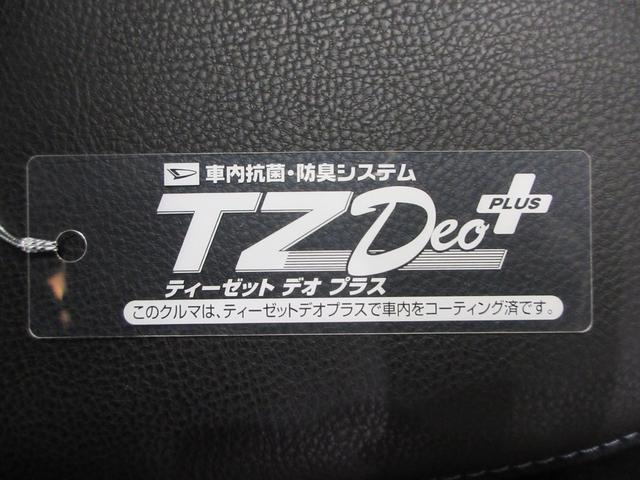 車内抗菌・防臭システム
TZ Deo PLUS
ティーゼット デオ プラス
このクルマは、ティーゼットデオプラスで車内をコーティング済です。